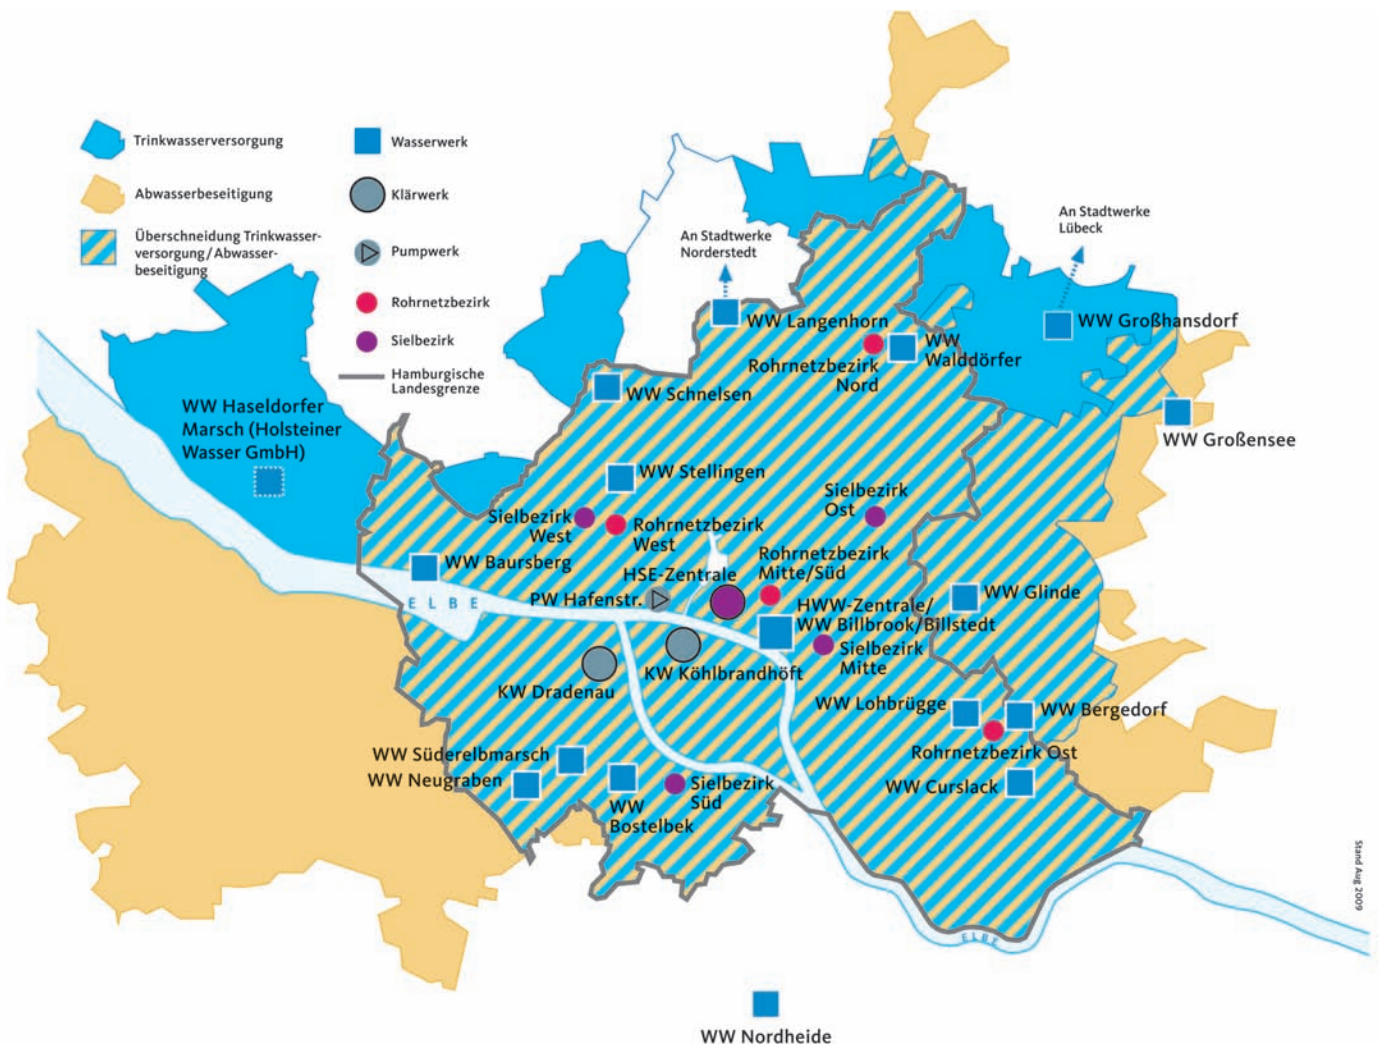 Trinkwasserversorgung
Abwasserbeseitigung
Überschneidung Trinkwasser-
versorgung/Abwasser-
beseitigung
Wasserwerk
Klärwerk
Pumpwerk
Rohrnetzbezirk
Sielbezirk
Hamburgische
Landesgrenze
An Stadtwerke
Norderstedt
An Stadtwerke
Lübeck
WW Langenhorn
WW Großhansdorf
WW
Walddörfer
Rohrnetzbezirk
Nord
WW Schnelsen
WW Haseldorfer
Marsch (Holsteiner
Wasser GmbH)
WW Großensee
WW Stellingen
Sielbezirk
Ost
Sielbezirk
West
Rohrnetzbezirk
West
WW Baursberg
Rohrnetzbezirk
Mitte/Süd
HSE-Zentrale
ELBE
PW Hafenstr.
WW Glinde
HWW-Zentrale/
WW Billbrook/Billstedt
Sielbezirk
Mitte
KW Köhlbrandhöft
KW Dradenau
WW Lohbrügge
WW Bergedorf
Rohrnetzbezirk Ost
WW Süderelbmarsch
WW Neugraben
WW Curslack
Sielbezirk
Süd
WW
Bostelbek
Stand Aug 2009
ELBE
WW Nordheide